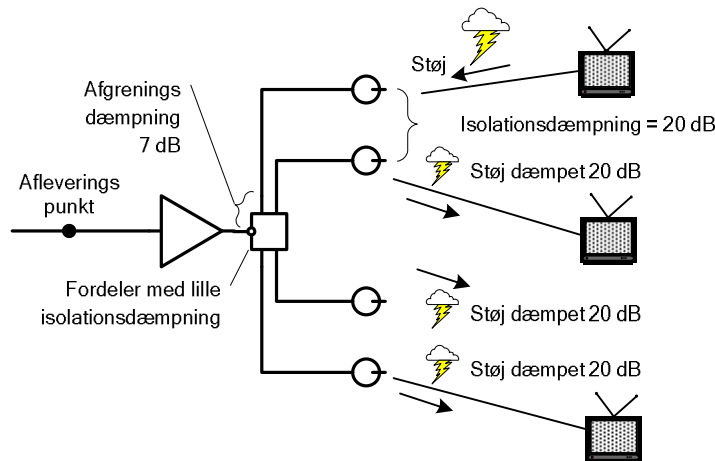 Støj
Afgrenings
dæmpning
7 dB
Isolationsdæmpning = 20 dB
Støj dæmpet 20 dB
Afleverings
punkt
Fordeler med lille
isolationsdæmpning
Støj dæmpet 20 dB
Støj dæmpet 20 dB